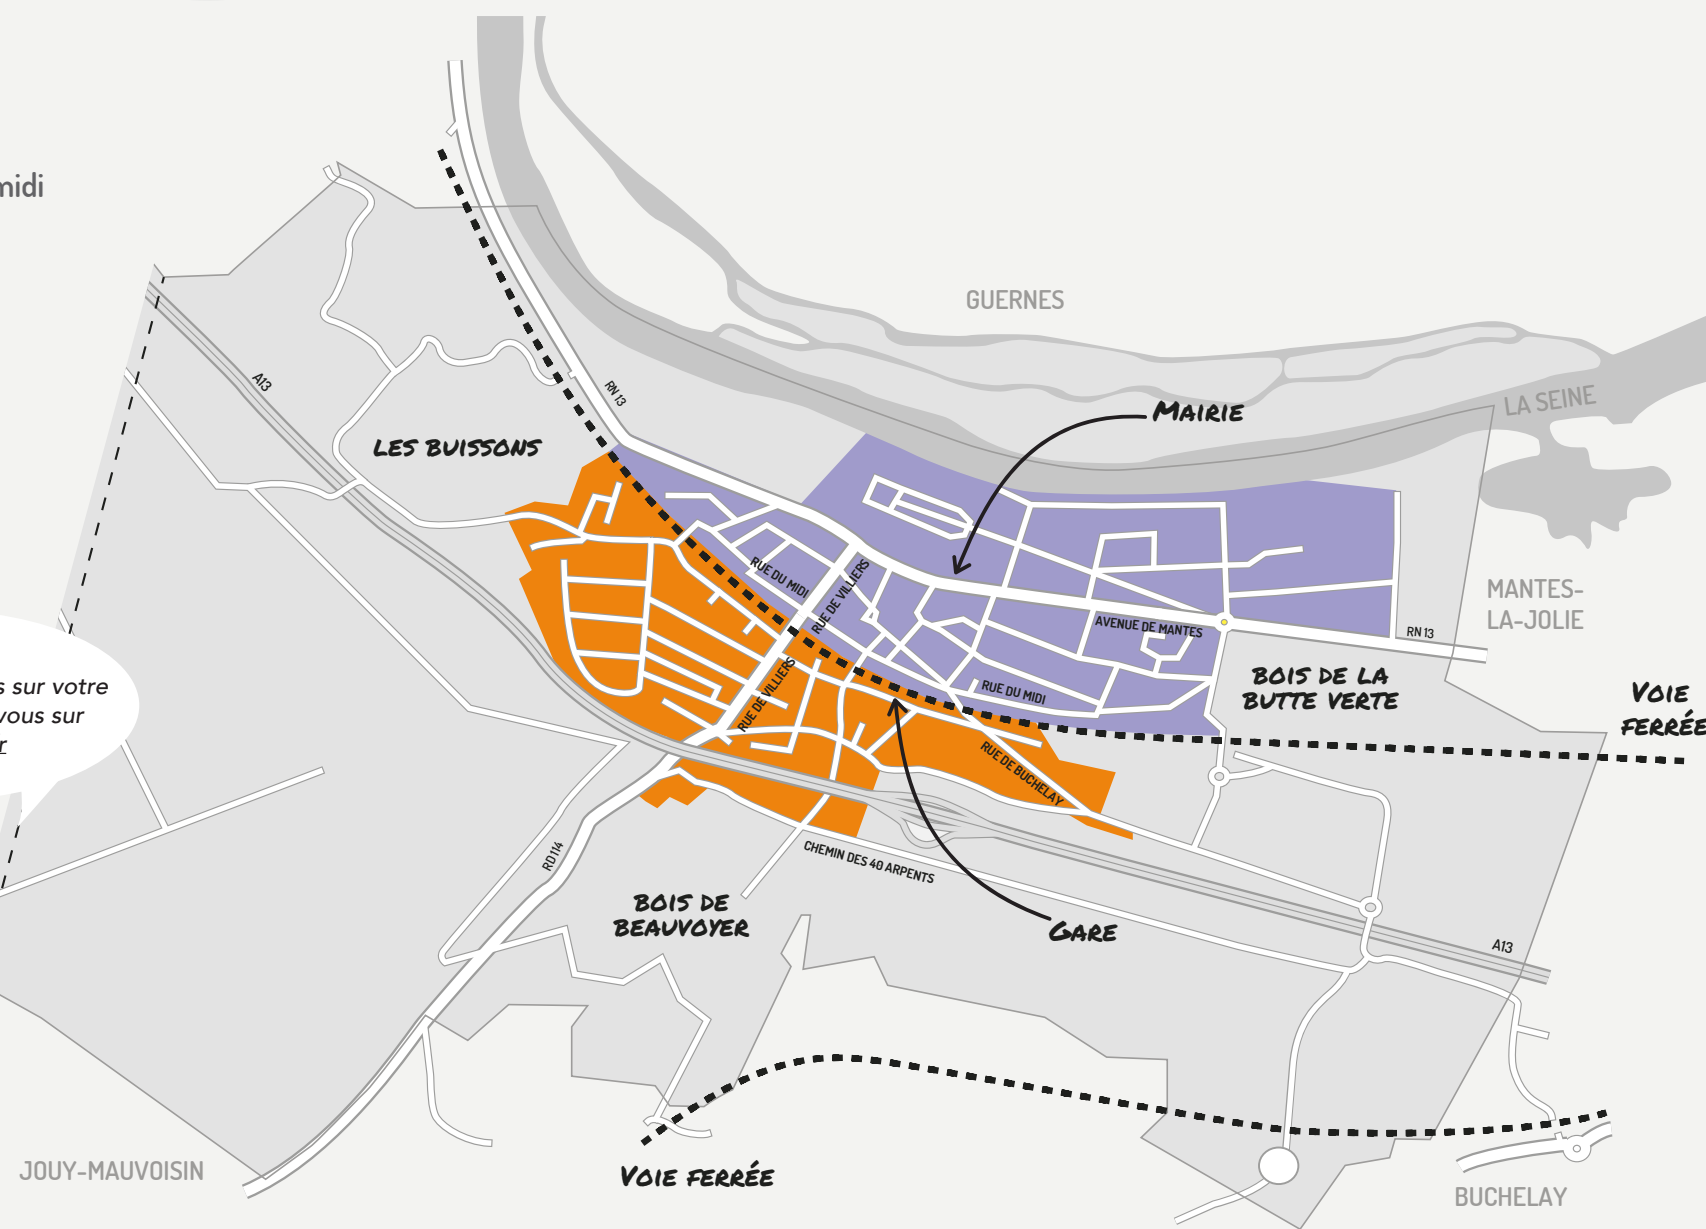 midi
GUERNES
A13
RN 13
LA SEINE
MAIRIE
LES BUISSONS
RUE DU MIDI
RUE DE VILLIERS
MANTES-
LA-JOLIE
AVENUE DE MANTES
RN 13
BOIS DE LA
BUTTE VERTE
VOIE
FERRÉE
s sur votre
vous sur
r
RUE DE VILLIERS
RUE DU MIDI
RUE DE BUCHELAY
RD 114
CHEMIN DES 40 ARPENTS
BOIS DE
BEAUVOYER
GARE
A13
JOUY-MAUVOISIN
VOIE FERRÉE
BUCHELAY